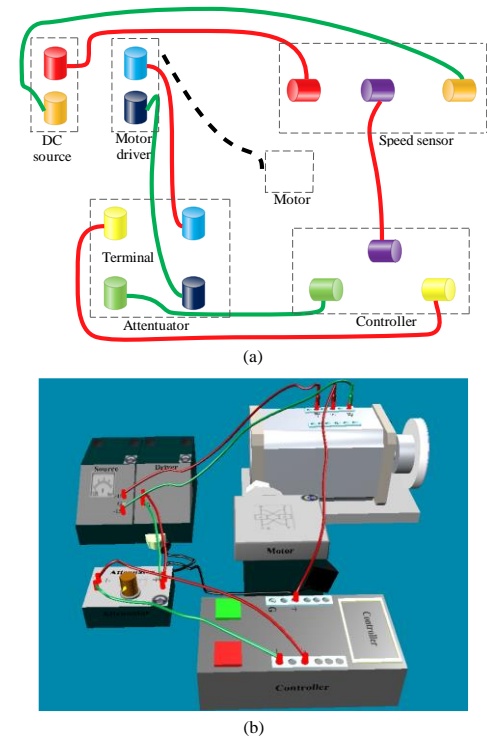 DC
source
Motor
driver
Speed sensor
Motor
Terminal
Attentuator
Controller
(a)
Source
Driver
Motor
G
Controller
Controller
(b)